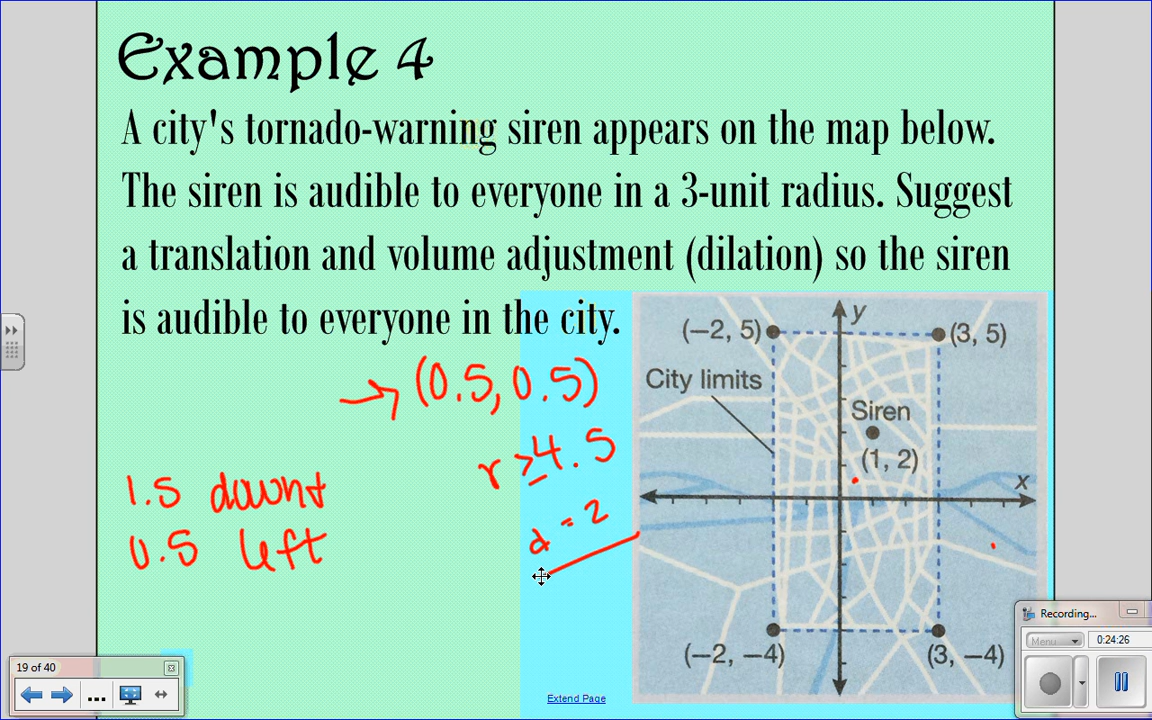 Example 4
A city's tornado-warning siren appears on the map below.
The siren is audible to everyone in a 3-unit radius. Suggest
a translation and volume adjustment (dilation) so the siren
is audible to everyone in the city.
(0.5, 0.5)
r ≥ 4.5
d = 2
1.5 down +
0.5 left
y
(−2, 5)
(3, 5)
City limits
Siren
(1, 2)
x
(−2, −4)
(3, −4)
Extend Page
19 of 40
...
Recording...
Menu
0:24:26